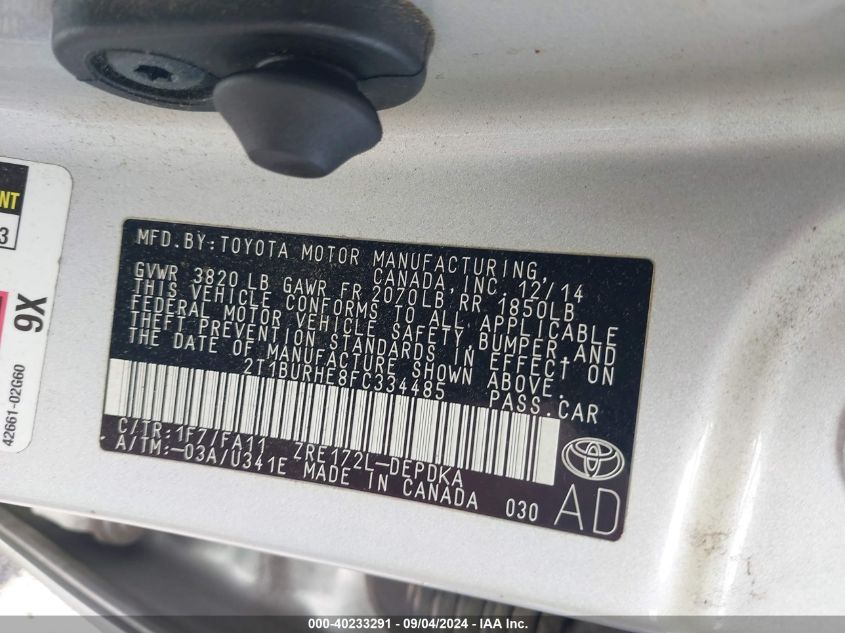 NT
3
9X
42661-02G60
MFD.BY:TOYOTA MOTOR MANUFACTURING,
CANADA,INC. 12/14
GVWR 3820 LB GAWR FR 2070LB,RR 1850LB
THIS VEHICLE CONFORMS TO ALL APPLICABLE
FEDERAL MOTOR VEHICLE SAFETY,BUMPER,AND
THEFT PREVENTION STANDARDS IN EFFECT ON
THE DATE OF MANUFACTURE SHOWN ABOVE.
2T1BURHE8FC334485 PASS.CAR
C/TR:1F7/FA11 ZRE172L-DEPDKA
A/TM:-03A/U341E MADE IN CANADA 030 AD
000-40233291 - 09/04/2024 - IAA Inc.